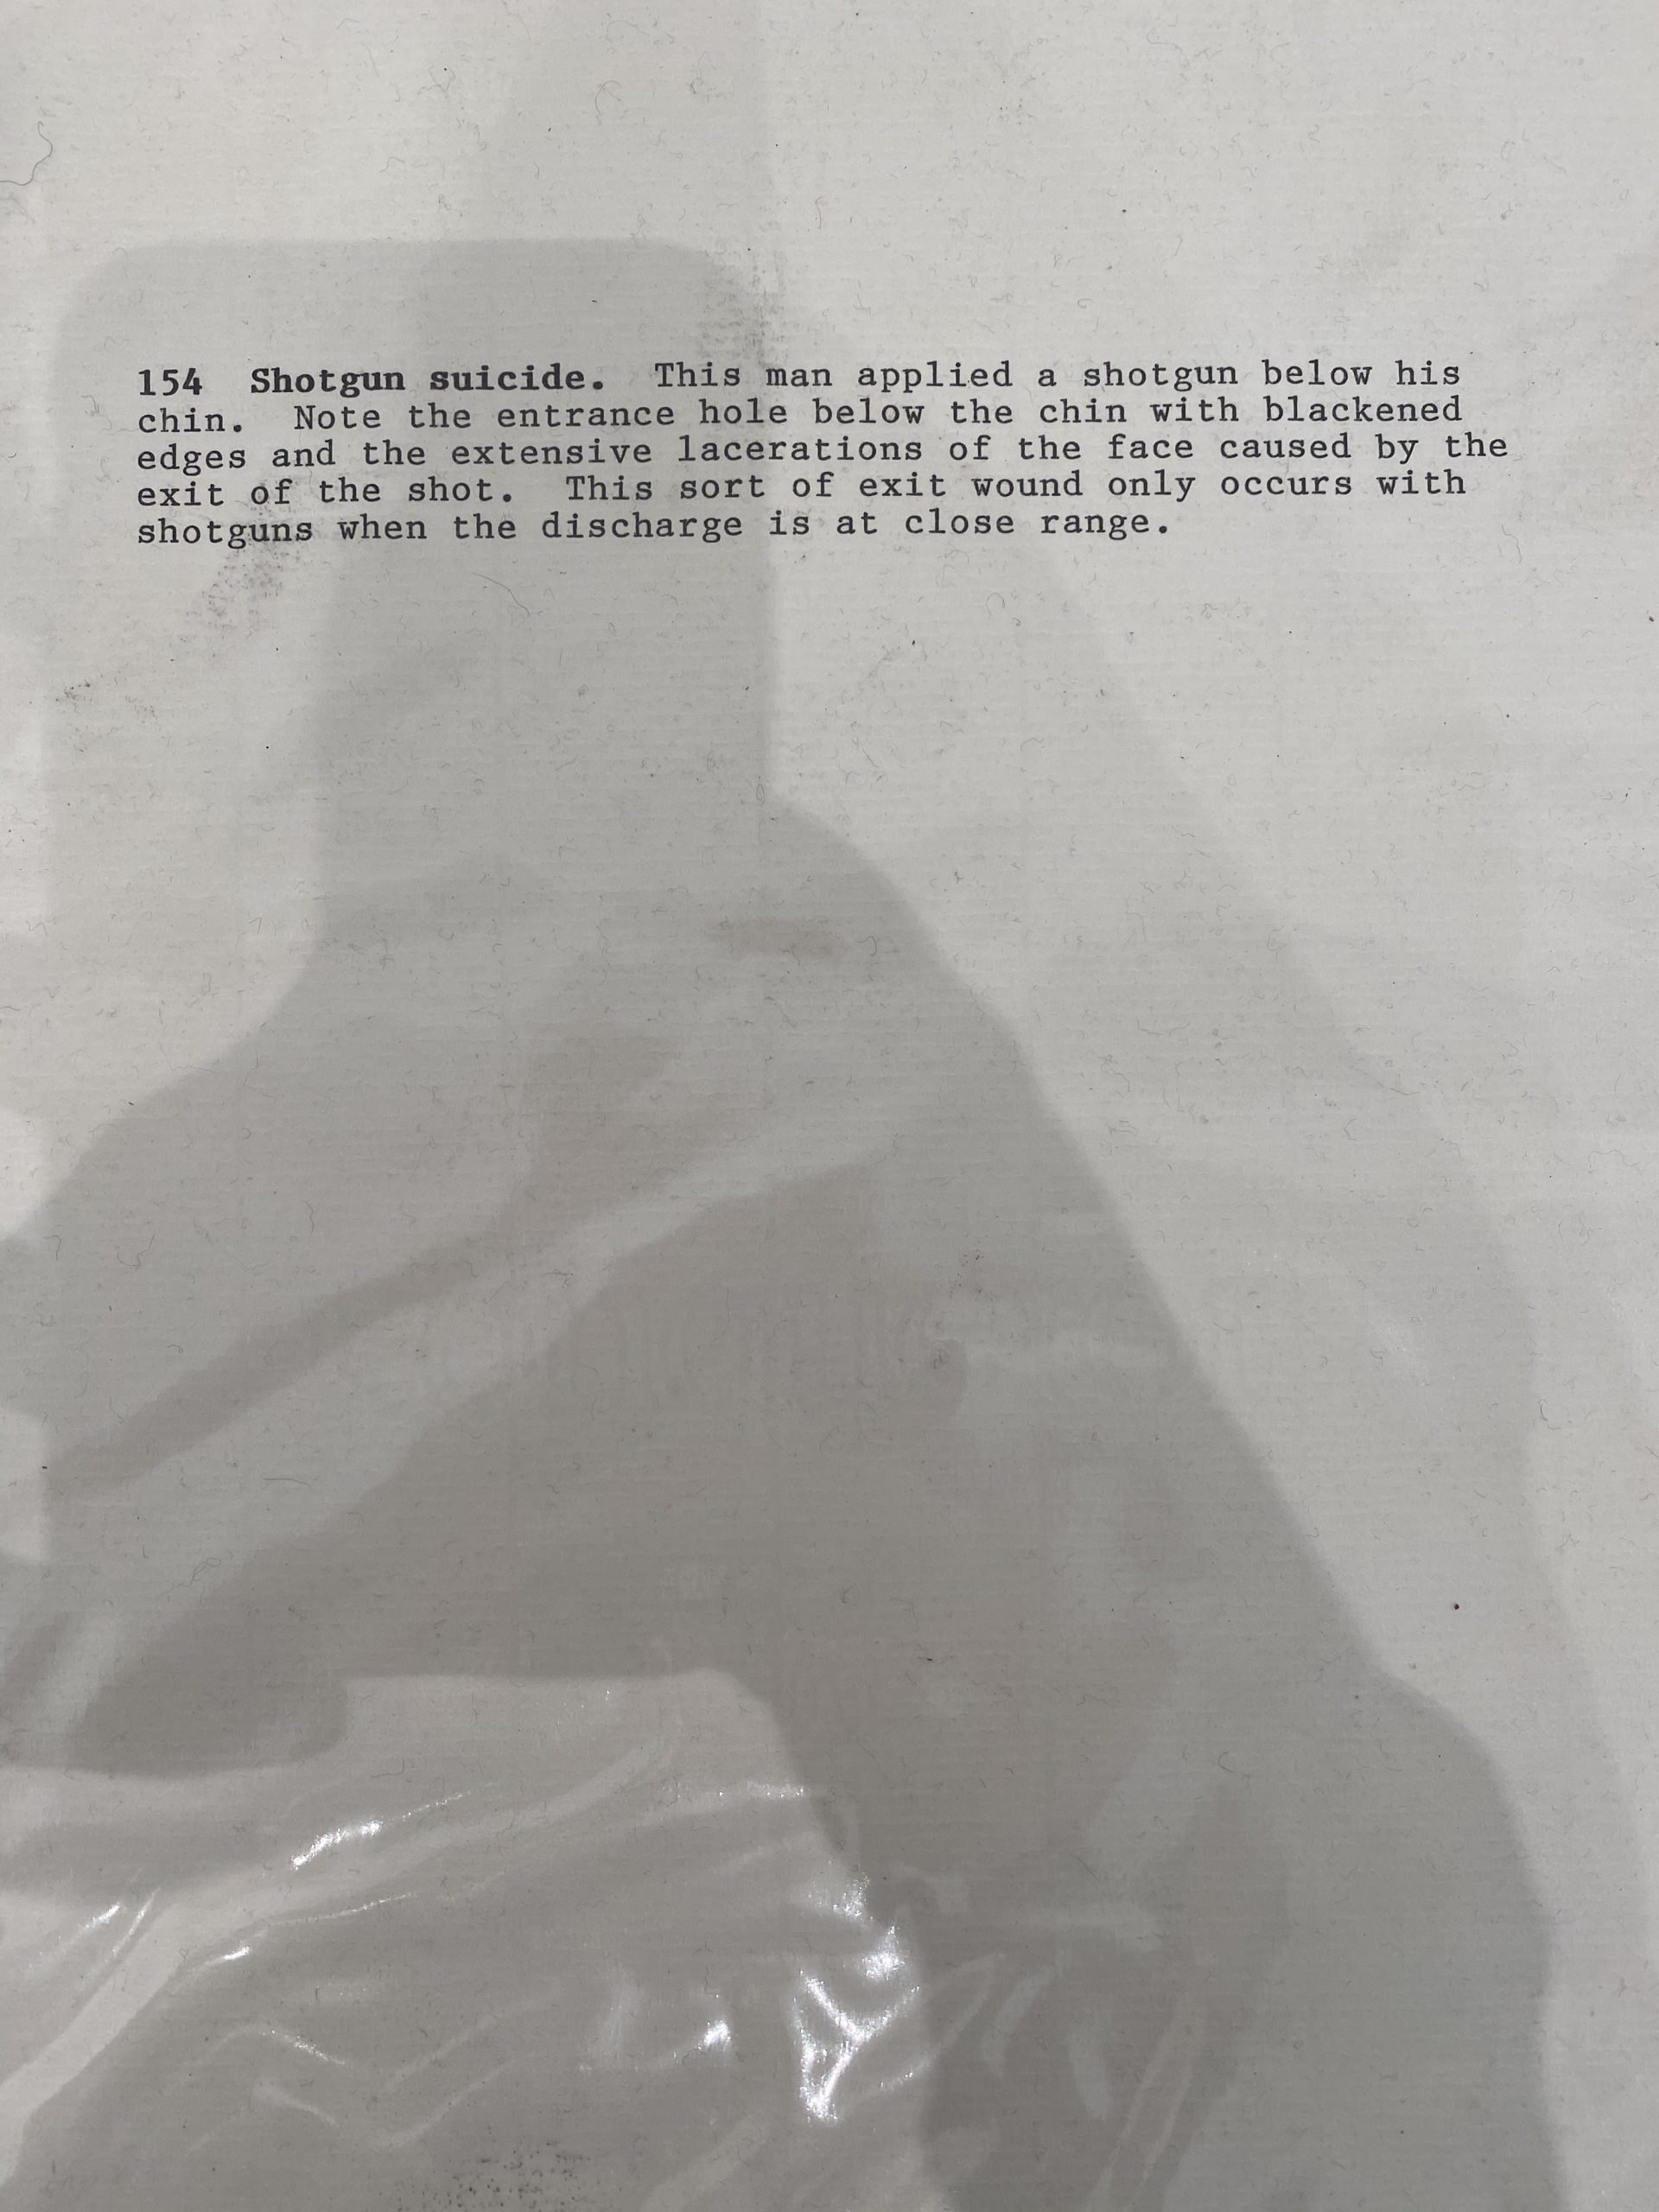 154 Shotgun suicide. This man applied a shotgun below his
chin. Note the entrance hole below the chin with blackened
edges and the extensive lacerations of the face caused by the
exit of the shot. This sort of exit wound only occurs with
shotguns when the discharge is at close range.